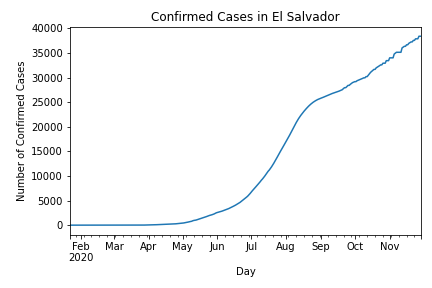 Confirmed Cases in El Salvador
Number of Confirmed Cases
40000
35000
30000
25000
20000
15000
10000
5000
0
Feb Mar Apr May Jun Jul Aug Sep Oct Nov
2020
Day